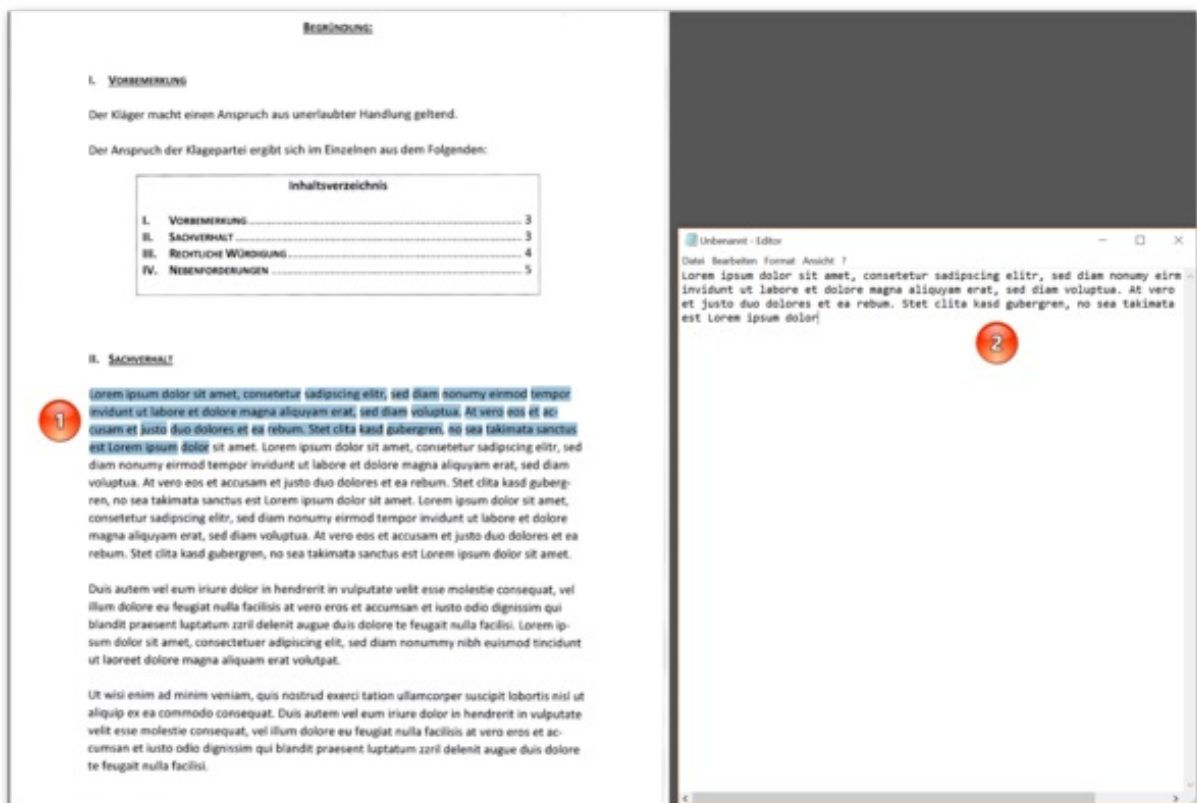 BEGRÜNDUNG:
I. VORBEMERKUNG
Der Kläger macht einen Anspruch aus unerlaubter Handlung geltend.
Der Anspruch der Klagepartei ergibt sich im Einzelnen aus dem Folgenden:
Inhaltsverzeichnis
I. VORBEMERKUNG 3
II. SACHVERHALT 3
III. RECHTLICHE WÜRDIGUNG 4
IV. NEBENFORDERUNGEN 5
II. SACHVERHALT
1
Lorem ipsum dolor sit amet, consetetur sadipscing elitr, sed diam nonumy eirmod tempor
invidunt ut labore et dolore magna aliquyam erat, sed diam voluptua. At vero eos et ac-
cusam et justo duo dolores et ea rebum. Stet clita kasd gubergren, no sea takimata sanctus
est Lorem ipsum dolor sit amet. Lorem ipsum dolor sit amet, consetetur sadipscing elitr, sed
diam nonumy eirmod tempor invidunt ut labore et dolore magna aliquyam erat, sed diam
voluptua. At vero eos et accusam et justo duo dolores et ea rebum. Stet clita kasd guberg-
ren, no sea takimata sanctus est Lorem ipsum dolor sit amet. Lorem ipsum dolor sit amet,
consetetur sadipscing elitr, sed diam nonumy eirmod tempor invidunt ut labore et dolore
magna aliquyam erat, sed diam voluptua. At vero eos et accusam et justo duo dolores et ea
rebum. Stet clita kasd gubergren, no sea takimata sanctus est Lorem ipsum dolor sit amet.
Duis autem vel eum iriure dolor in hendrerit in vulputate velit esse molestie consequat, vel
illum dolore eu feugiat nulla facilisis at vero eros et accumsan et iusto odio dignissim qui
blandit praesent luptatum zzril delenit augue duis dolore te feugait nulla facilisi. Lorem ip-
sum dolor sit amet, consectetuer adipiscing elit, sed diam nonummy nibh euismod tincidunt
ut laoreet dolore magna aliquam erat volutpat.
Ut wisi enim ad minim veniam, quis nostrud exerci tation ullamcorper suscipit lobortis nisl ut
aliquip ex ea commodo consequat. Duis autem vel eum iriure dolor in hendrerit in vulputate
velit esse molestie consequat, vel illum dolore eu feugiat nulla facilisis at vero eros et ac-
cumsan et iusto odio dignissim qui blandit praesent luptatum zzril delenit augue duis dolore
te feugait nulla facilisi.
Unbenannt - Editor
Datei Bearbeiten Format Ansicht ?
Lorem ipsum dolor sit amet, consetetur sadipscing elitr, sed diam nonumy eirm
invidunt ut labore et dolore magna aliquyam erat, sed diam voluptua. At vero
et justo duo dolores et ea rebum. Stet clita kasd gubergren, no sea takimata
est Lorem ipsum dolor
2